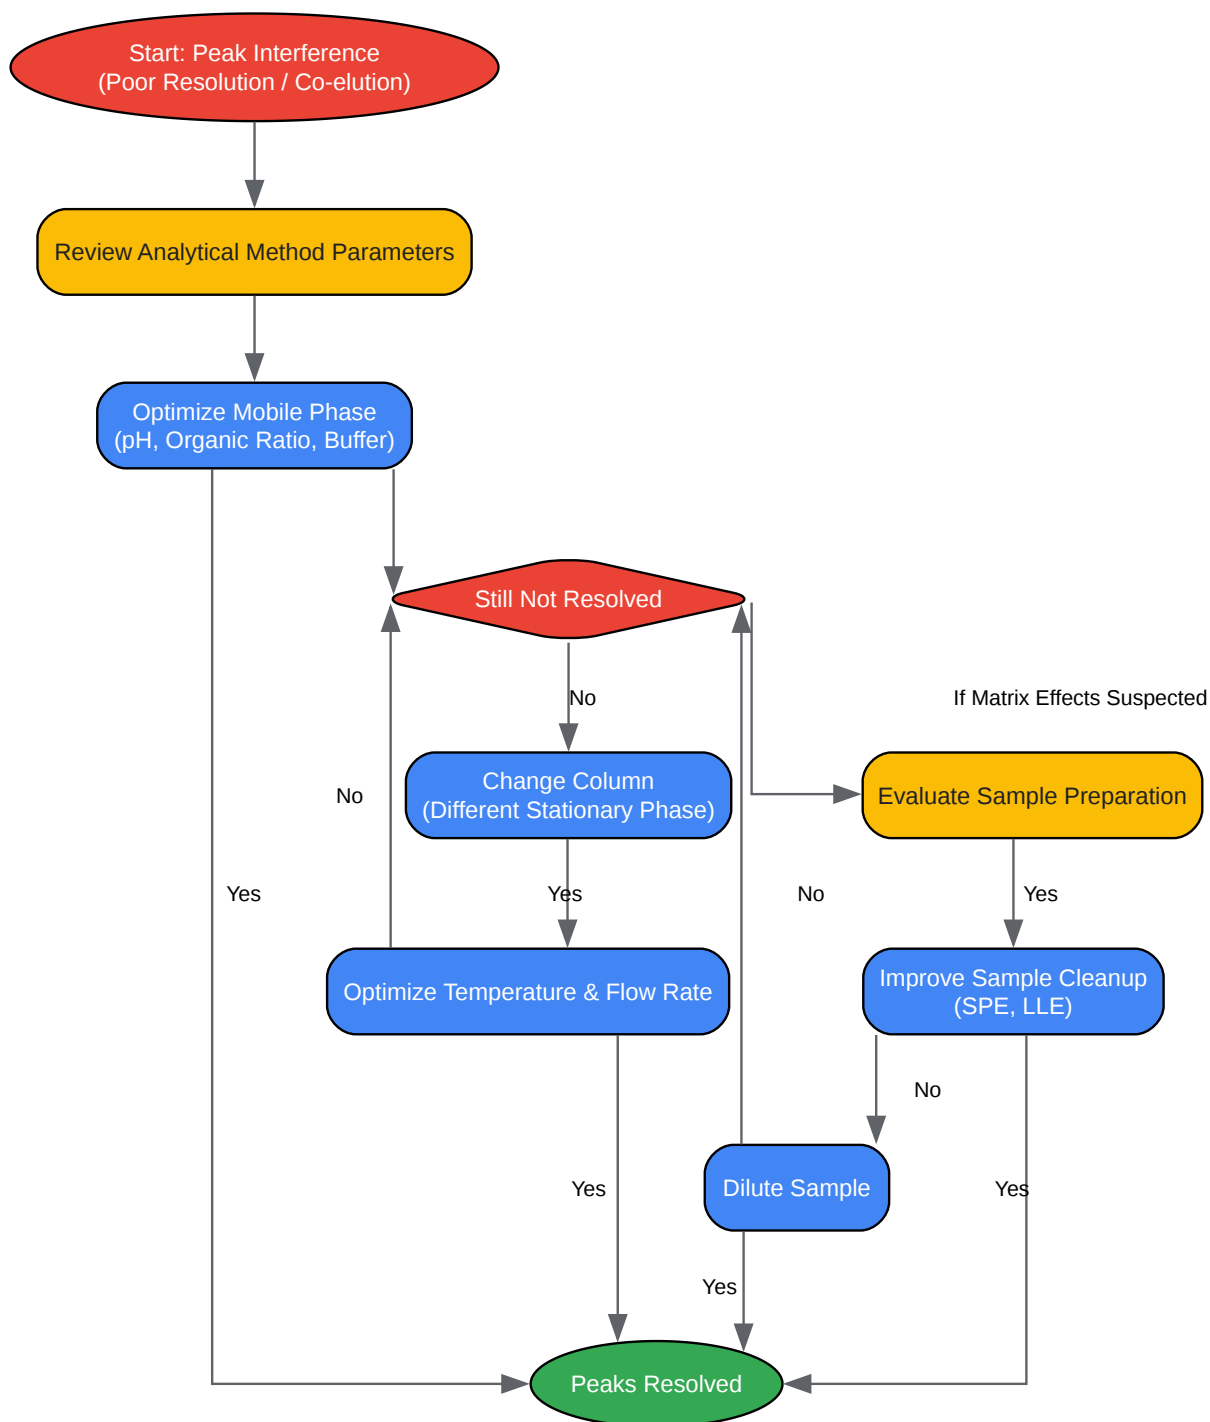 Start: Peak Interference
(Poor Resolution / Co-elution)
Review Analytical Method Parameters
Optimize Mobile Phase
(pH, Organic Ratio, Buffer)
Still Not Resolved
No
If Matrix Effects Suspected
Change Column
(Different Stationary Phase)
No
Evaluate Sample Preparation
Yes
Yes
No
Yes
Optimize Temperature & Flow Rate
Improve Sample Cleanup
(SPE, LLE)
No
Yes
Dilute Sample
Yes
Yes
Peaks Resolved